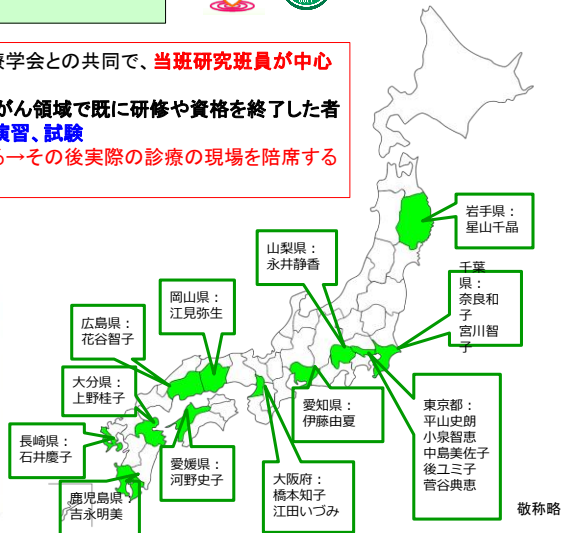 療学会との共同で、当班研究班員が中心
がん領域で既に研修や資格を終了した者
演習、試験
る→その後実際の診療の現場を陪席する
岩手県：
星山千晶
山梨県：
永井静香
千葉
県：
奈良和
子
宮川智
子
岡山県：
江見弥生
広島県：
花谷智子
大分県：
上野桂子
長崎県：
石井慶子
鹿児島県：
吉永明美
愛媛県：
河野史子
大阪府：
橋本知子
江田いづみ
愛知県：
伊藤由夏
東京都：
平山史朗
小泉智恵
中島美佐子
後ユミ子
菅谷典恵
敬称略